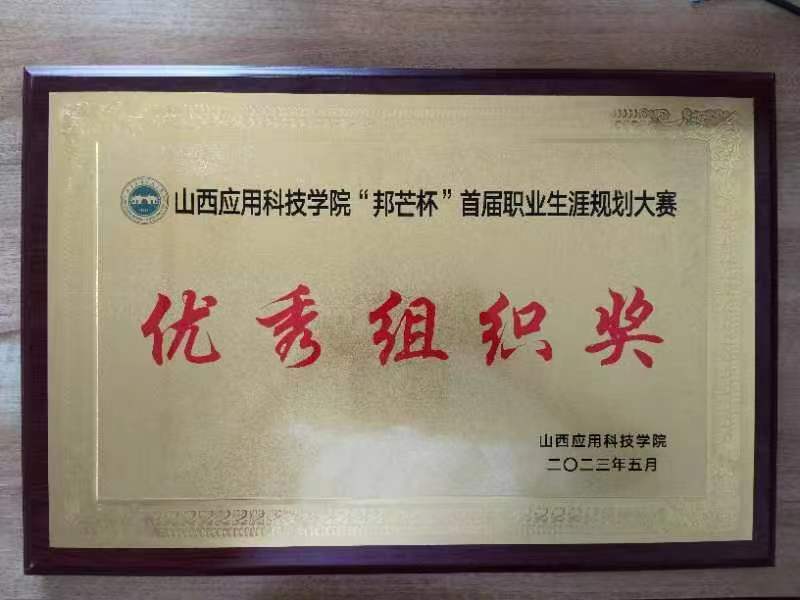 山西应用科技学院“邦芒杯”首届职业生涯规划大赛
优秀组织奖
山西应用科技学院
二〇二三年五月